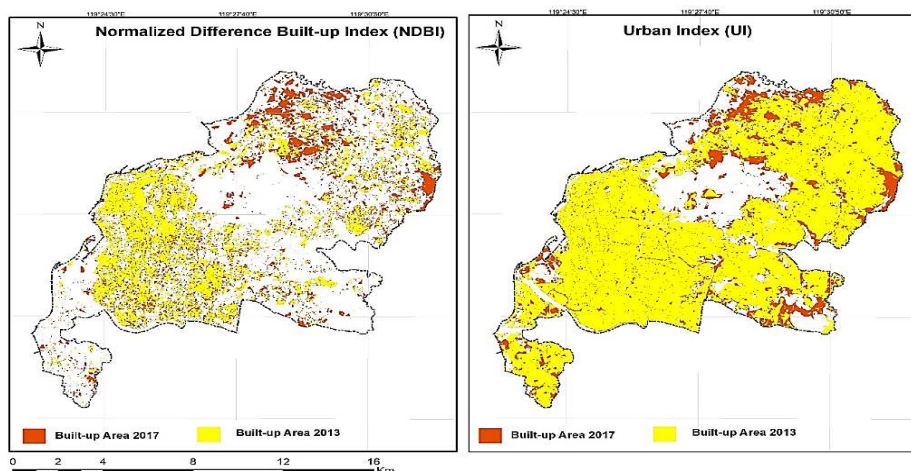 119°24'50"E 119°27'40"E 119°30'50"E
Normalized Difference Built-up Index (NDBI)
N
Built-up Area 2017 Built-up Area 2013
0 2 4 8 12 16
Km
119°24'50"E 119°27'40"E 119°30'50"E
Urban Index (UI)
N
Built-up Area 2017 Built-up Area 2013